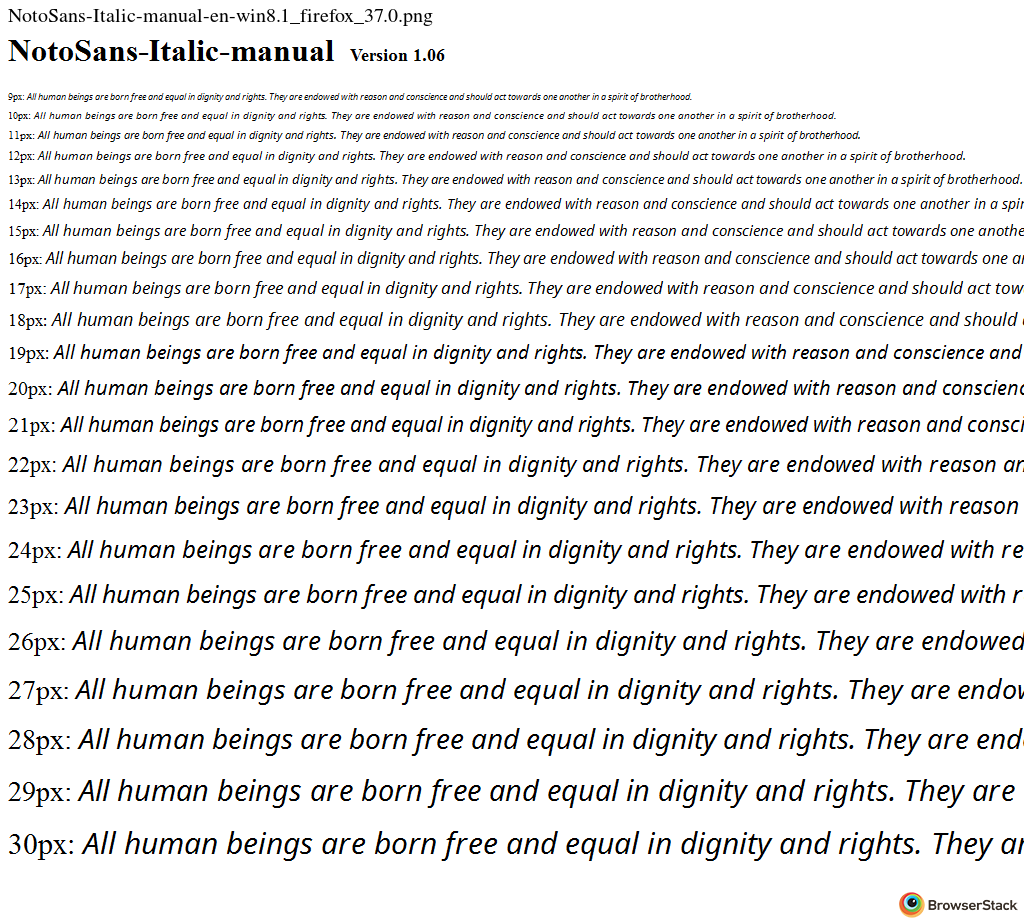 NotoSans-Italic-manual-en-win8.1_firefox_37.0.png
NotoSans-Italic-manual Version 1.06
9px: All human beings are born free and equal in dignity and rights. They are endowed with reason and conscience and should act towards one another in a spirit of brotherhood.
10px: All human beings are born free and equal in dignity and rights. They are endowed with reason and conscience and should act towards one another in a spirit of brotherhood.
11px: All human beings are born free and equal in dignity and rights. They are endowed with reason and conscience and should act towards one another in a spirit of brotherhood.
12px: All human beings are born free and equal in dignity and rights. They are endowed with reason and conscience and should act towards one another in a spirit of brotherhood.
13px: All human beings are born free and equal in dignity and rights. They are endowed with reason and conscience and should act towards one another in a spirit of brotherhood.
14px: All human beings are born free and equal in dignity and rights. They are endowed with reason and conscience and should act towards one another in a spir
15px: All human beings are born free and equal in dignity and rights. They are endowed with reason and conscience and should act towards one anothe
16px: All human beings are born free and equal in dignity and rights. They are endowed with reason and conscience and should act towards one a
17px: All human beings are born free and equal in dignity and rights. They are endowed with reason and conscience and should act tow
18px: All human beings are born free and equal in dignity and rights. They are endowed with reason and conscience and should
19px: All human beings are born free and equal in dignity and rights. They are endowed with reason and conscience and
20px: All human beings are born free and equal in dignity and rights. They are endowed with reason and conscienc
21px: All human beings are born free and equal in dignity and rights. They are endowed with reason and consci
22px: All human beings are born free and equal in dignity and rights. They are endowed with reason an
23px: All human beings are born free and equal in dignity and rights. They are endowed with reason
24px: All human beings are born free and equal in dignity and rights. They are endowed with re
25px: All human beings are born free and equal in dignity and rights. They are endowed with r
26px: All human beings are born free and equal in dignity and rights. They are endowed
27px: All human beings are born free and equal in dignity and rights. They are endow
28px: All human beings are born free and equal in dignity and rights. They are end
29px: All human beings are born free and equal in dignity and rights. They are
30px: All human beings are born free and equal in dignity and rights. They ar
BrowserStack